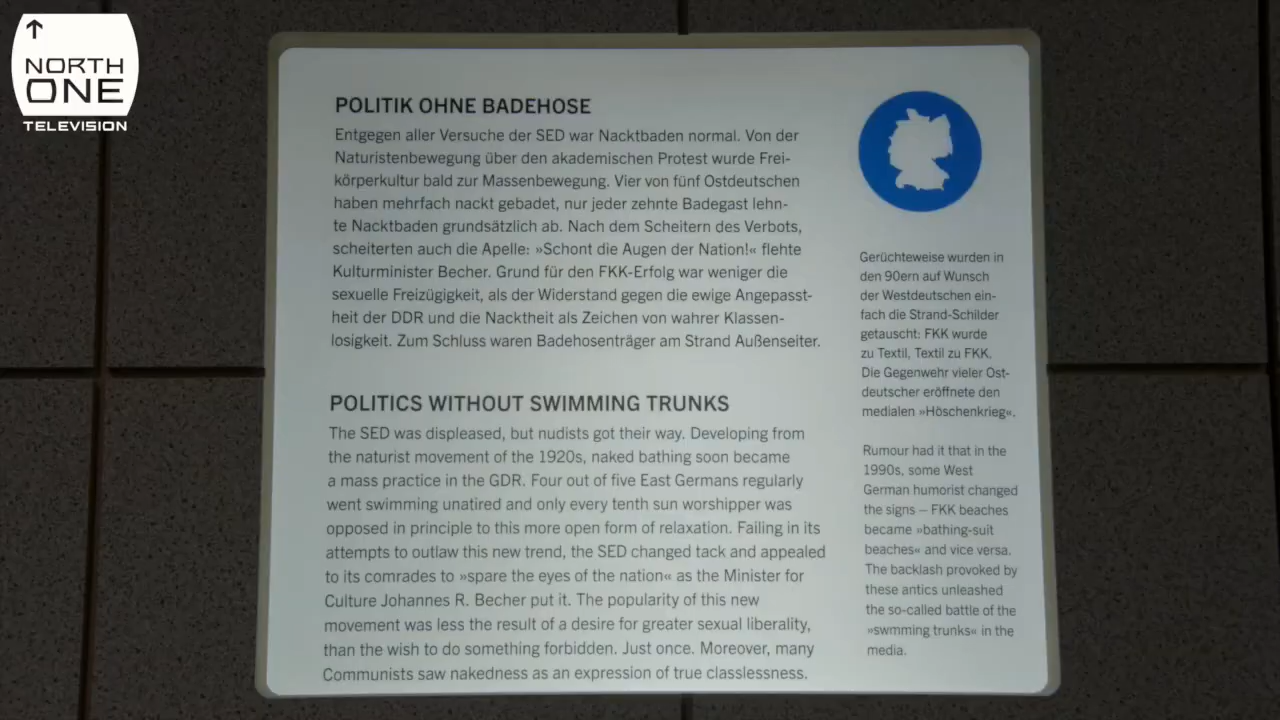 NORTH
ONE
TELEVISION
POLITIK OHNE BADEHOSE
Entgegen aller Versuche der SED war Nacktbaden normal. Von der
Naturistenbewegung über den akademischen Protest wurde Frei-
körperkultur bald zur Massenbewegung. Vier von fünf Ostdeutschen
haben mehrfach nackt gebadet, nur jeder zehnte Badegast lehn-
te Nacktbaden grundsätzlich ab. Nach dem Scheitern des Verbots,
scheiterten auch die Apelle: »Schont die Augen der Nation!« flehte
Kulturminister Becher. Grund für den FKK-Erfolg war weniger die
sexuelle Freizügigkeit, als der Widerstand gegen die ewige Angepasst-
heit der DDR und die Nacktheit als Zeichen von wahrer Klassen-
losigkeit. Zum Schluss waren Badehosenträger am Strand Außenseiter.
POLITICS WITHOUT SWIMMING TRUNKS
The SED was displeased, but nudists got their way. Developing from
the naturist movement of the 1920s, naked bathing soon became
a mass practice in the GDR. Four out of five East Germans regularly
went swimming unatired and only every tenth sun worshipper was
opposed in principle to this more open form of relaxation. Failing in its
attempts to outlaw this new trend, the SED changed tack and appealed
to its comrades to »spare the eyes of the nation« as the Minister for
Culture Johannes R. Becher put it. The popularity of this new
movement was less the result of a desire for greater sexual liberality,
than the wish to do something forbidden. Just once. Moreover, many
Communists saw nakedness as an expression of true classlessness.
Gerüchteweise wurden in
den 90ern auf Wunsch
der Westdeutschen ein-
fach die Strand-Schilder
getauscht: FKK wurde
zu Textil, Textil zu FKK.
Die Gegenwehr vieler Ost-
deutscher eröffnete den
medialen »Höschenkrieg«.
Rumour had it that in the
1990s, some West
German humorist changed
the signs – FKK beaches
became »bathing-suit
beaches« and vice versa.
The backlash provoked by
these antics unleashed
the so-called battle of the
»swmming trunks« in the
media.